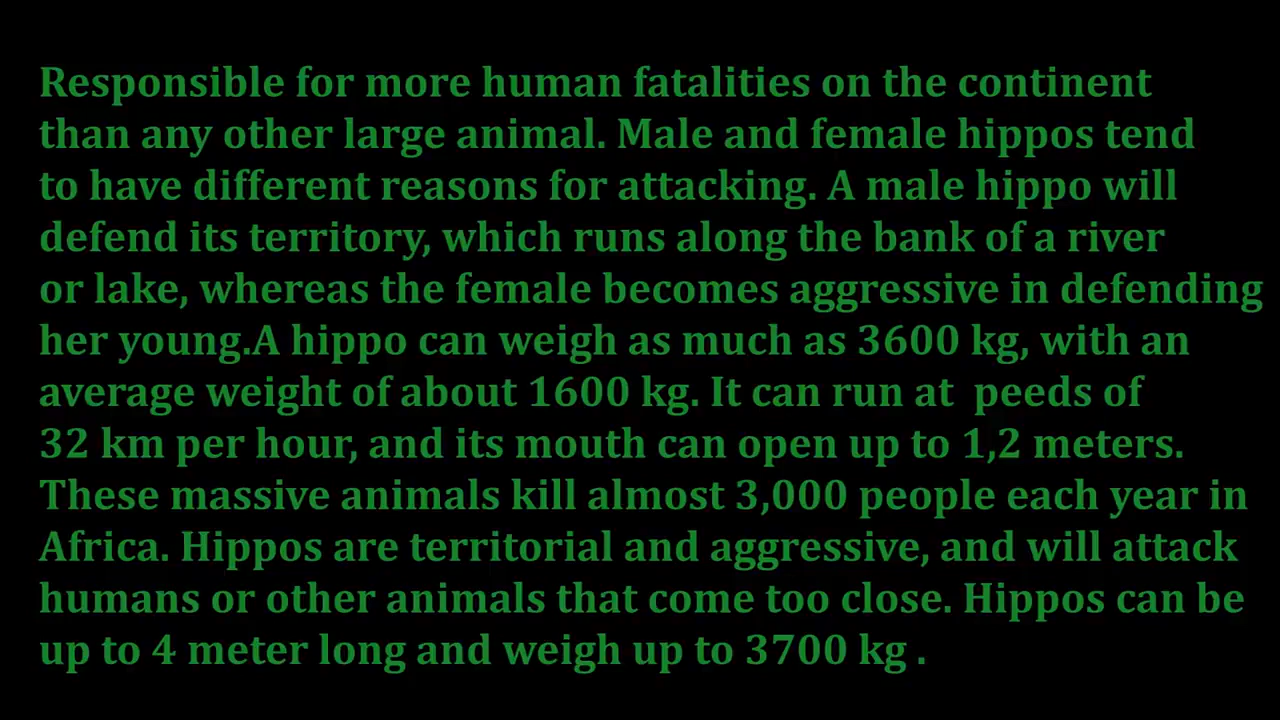 Responsible for more human fatalities on the continent
than any other large animal. Male and female hippos tend
to have different reasons for attacking. A male hippo will
defend its territory, which runs along the bank of a river
or lake, whereas the female becomes aggressive in defending
her young.A hippo can weigh as much as 3600 kg, with an
average weight of about 1600 kg. It can run at  peeds of
32 km per hour, and its mouth can open up to 1,2 meters.
These massive animals kill almost 3,000 people each year in
Africa. Hippos are territorial and aggressive, and will attack
humans or other animals that come too close. Hippos can be
up to 4 meter long and weigh up to 3700 kg .